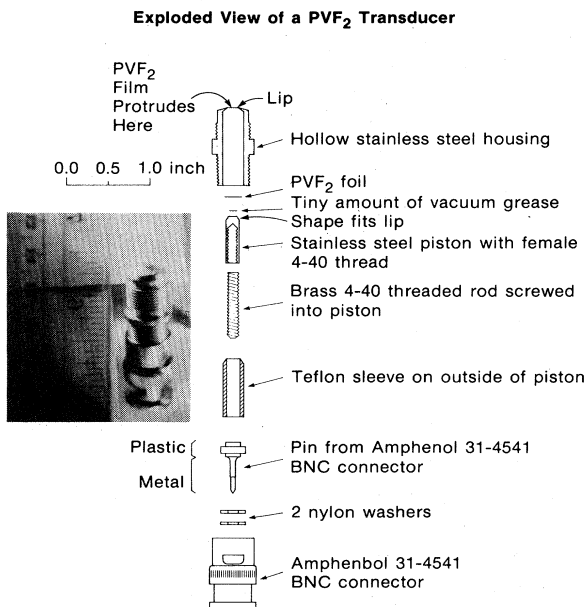 Exploded View of a PVF₂ Transducer
PVF₂
Film
Protrudes
Here
Lip
Hollow stainless steel housing
0.0 0.5 1.0 inch
PVF₂ foil
Tiny amount of vacuum grease
Shape fits lip
Stainless steel piston with female
4-40 thread
Brass 4-40 threaded rod screwed
into piston
Teflon sleeve on outside of piston
Plastic
Metal
Pin from Amphenol 31-4541
BNC connector
2 nylon washers
Amphenbol 31-4541
BNC connector